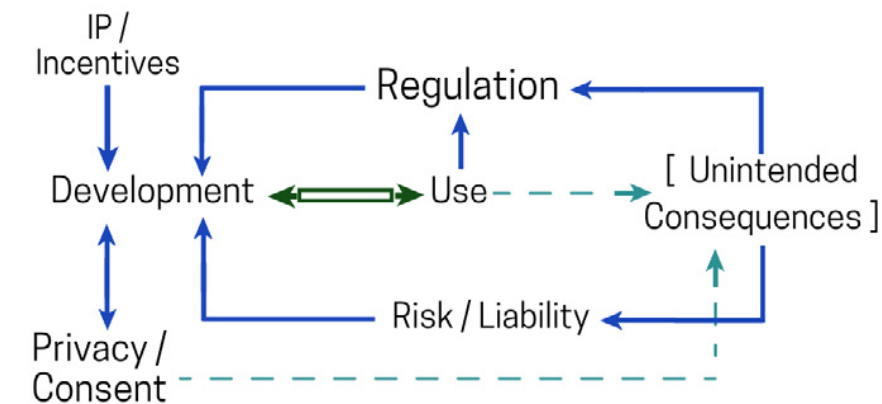 IP /
Incentives
Regulation
Development
Use
[ Unintended
Consequences ]
Risk / Liability
Privacy /
Consent